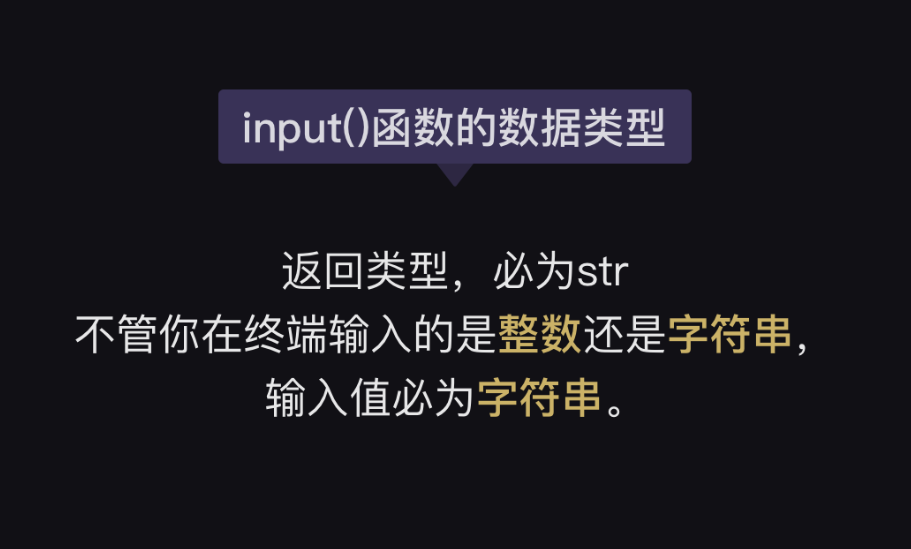 input()函数的数据类型
返回类型，必为str
不管你在终端输入的是整数还是字符串，
输入值必为字符串。